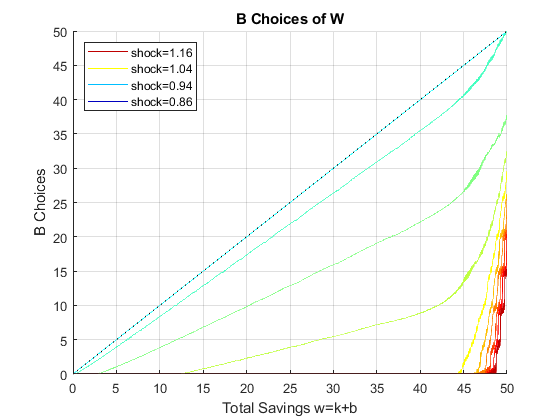 B Choices of W
shock=1.16
shock=1.04
shock=0.94
shock=0.86
50
45
40
35
30
25
20
15
10
5
0
B Choices
0 5 10 15 20 25 30 35 40 45 50
Total Savings w=k+b